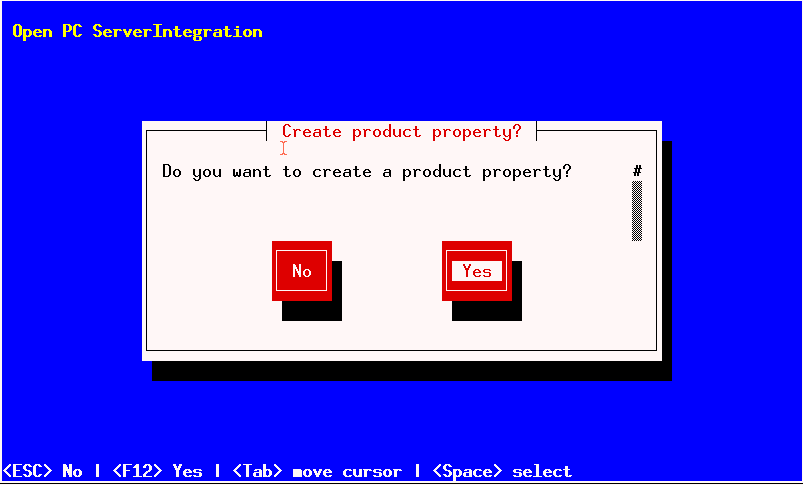 Open PC ServerIntegration
Create product property?
Do you want to create a product property? #
No Yes
<ESC> No | <F12> Yes | <Tab> move cursor | <Space> select